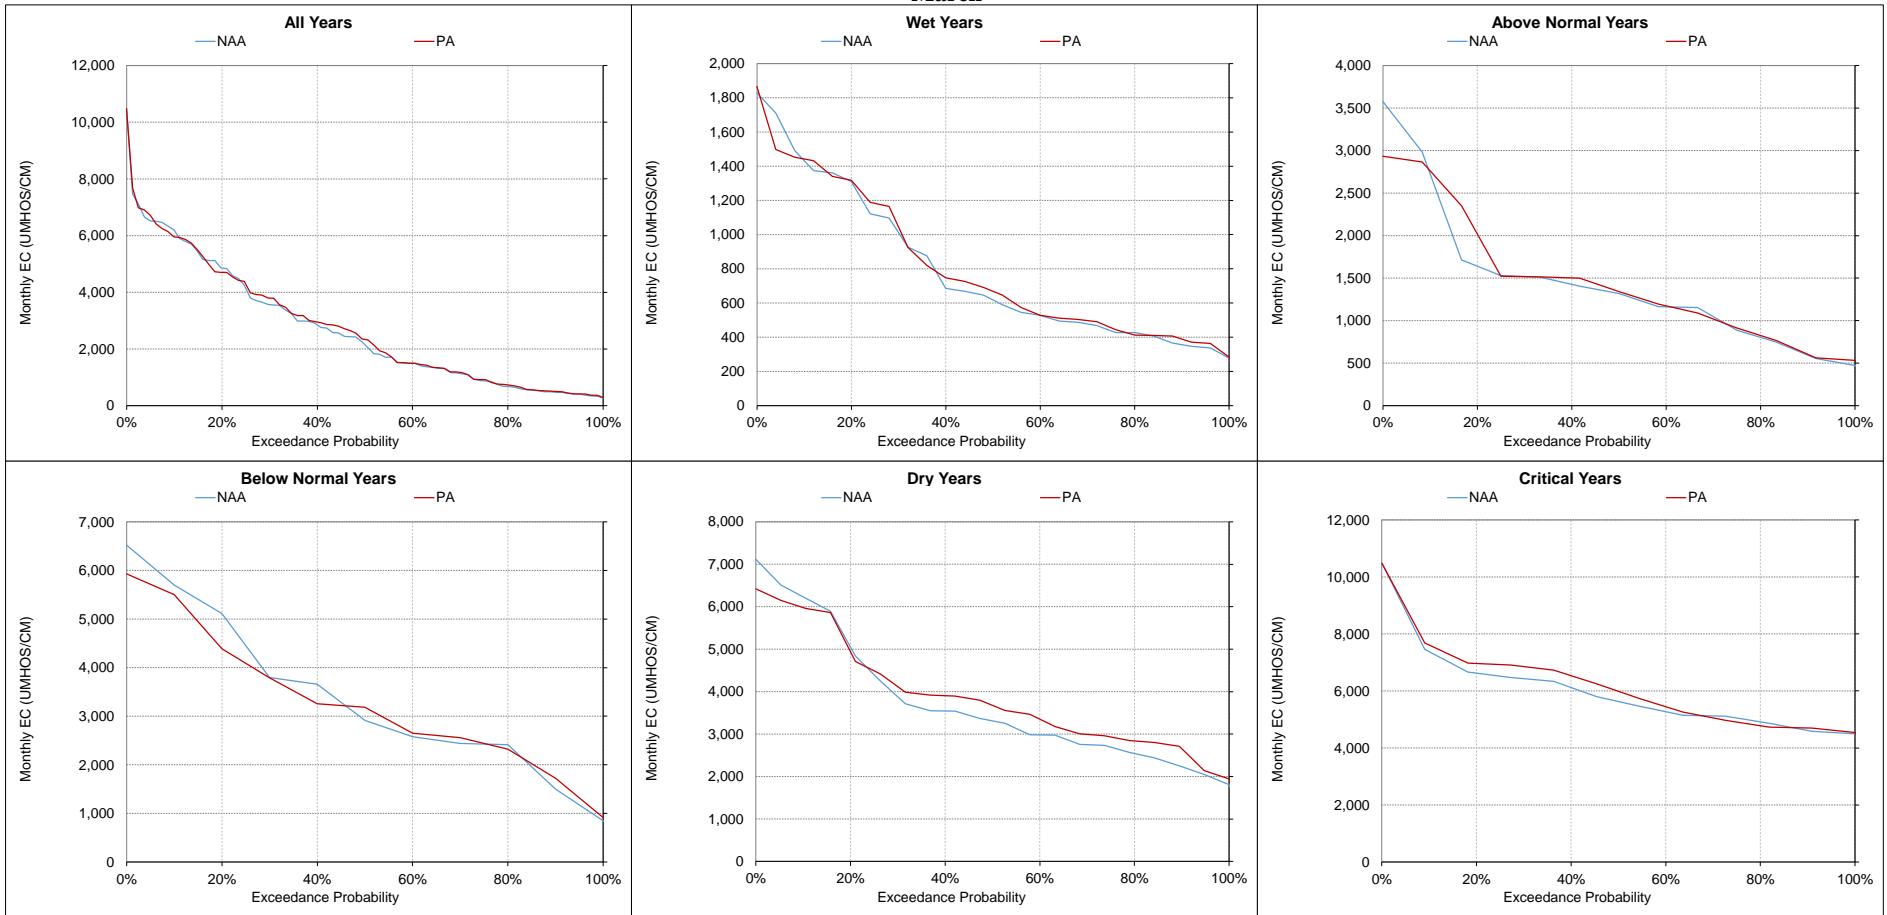 All Years
NAA PA
12,000
10,000
8,000
6,000
4,000
2,000
0
Monthly EC (UMHOS/CM)
0% 20% 40% 60% 80% 100%
Exceedance Probability
Wet Years
NAA PA
2,000
1,800
1,600
1,400
1,200
1,000
800
600
400
200
0
Monthly EC (UMHOS/CM)
0% 20% 40% 60% 80% 100%
Exceedance Probability
Above Normal Years
NAA PA
4,000
3,500
3,000
2,500
2,000
1,500
1,000
500
0
Monthly EC (UMHOS/CM)
0% 20% 40% 60% 80% 100%
Exceedance Probability
Below Normal Years
NAA PA
7,000
6,000
5,000
4,000
3,000
2,000
1,000
0
Monthly EC (UMHOS/CM)
0% 20% 40% 60% 80% 100%
Exceedance Probability
Dry Years
NAA PA
8,000
7,000
6,000
5,000
4,000
3,000
2,000
1,000
0
Monthly EC (UMHOS/CM)
0% 20% 40% 60% 80% 100%
Exceedance Probability
Critical Years
NAA PA
12,000
10,000
8,000
6,000
4,000
2,000
0
Monthly EC (UMHOS/CM)
0% 20% 40% 60% 80% 100%
Exceedance Probability